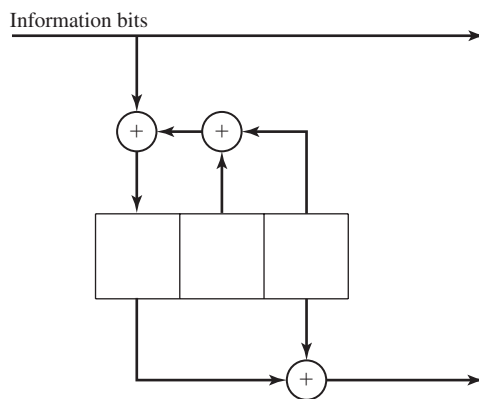 Information bits
+ +
+